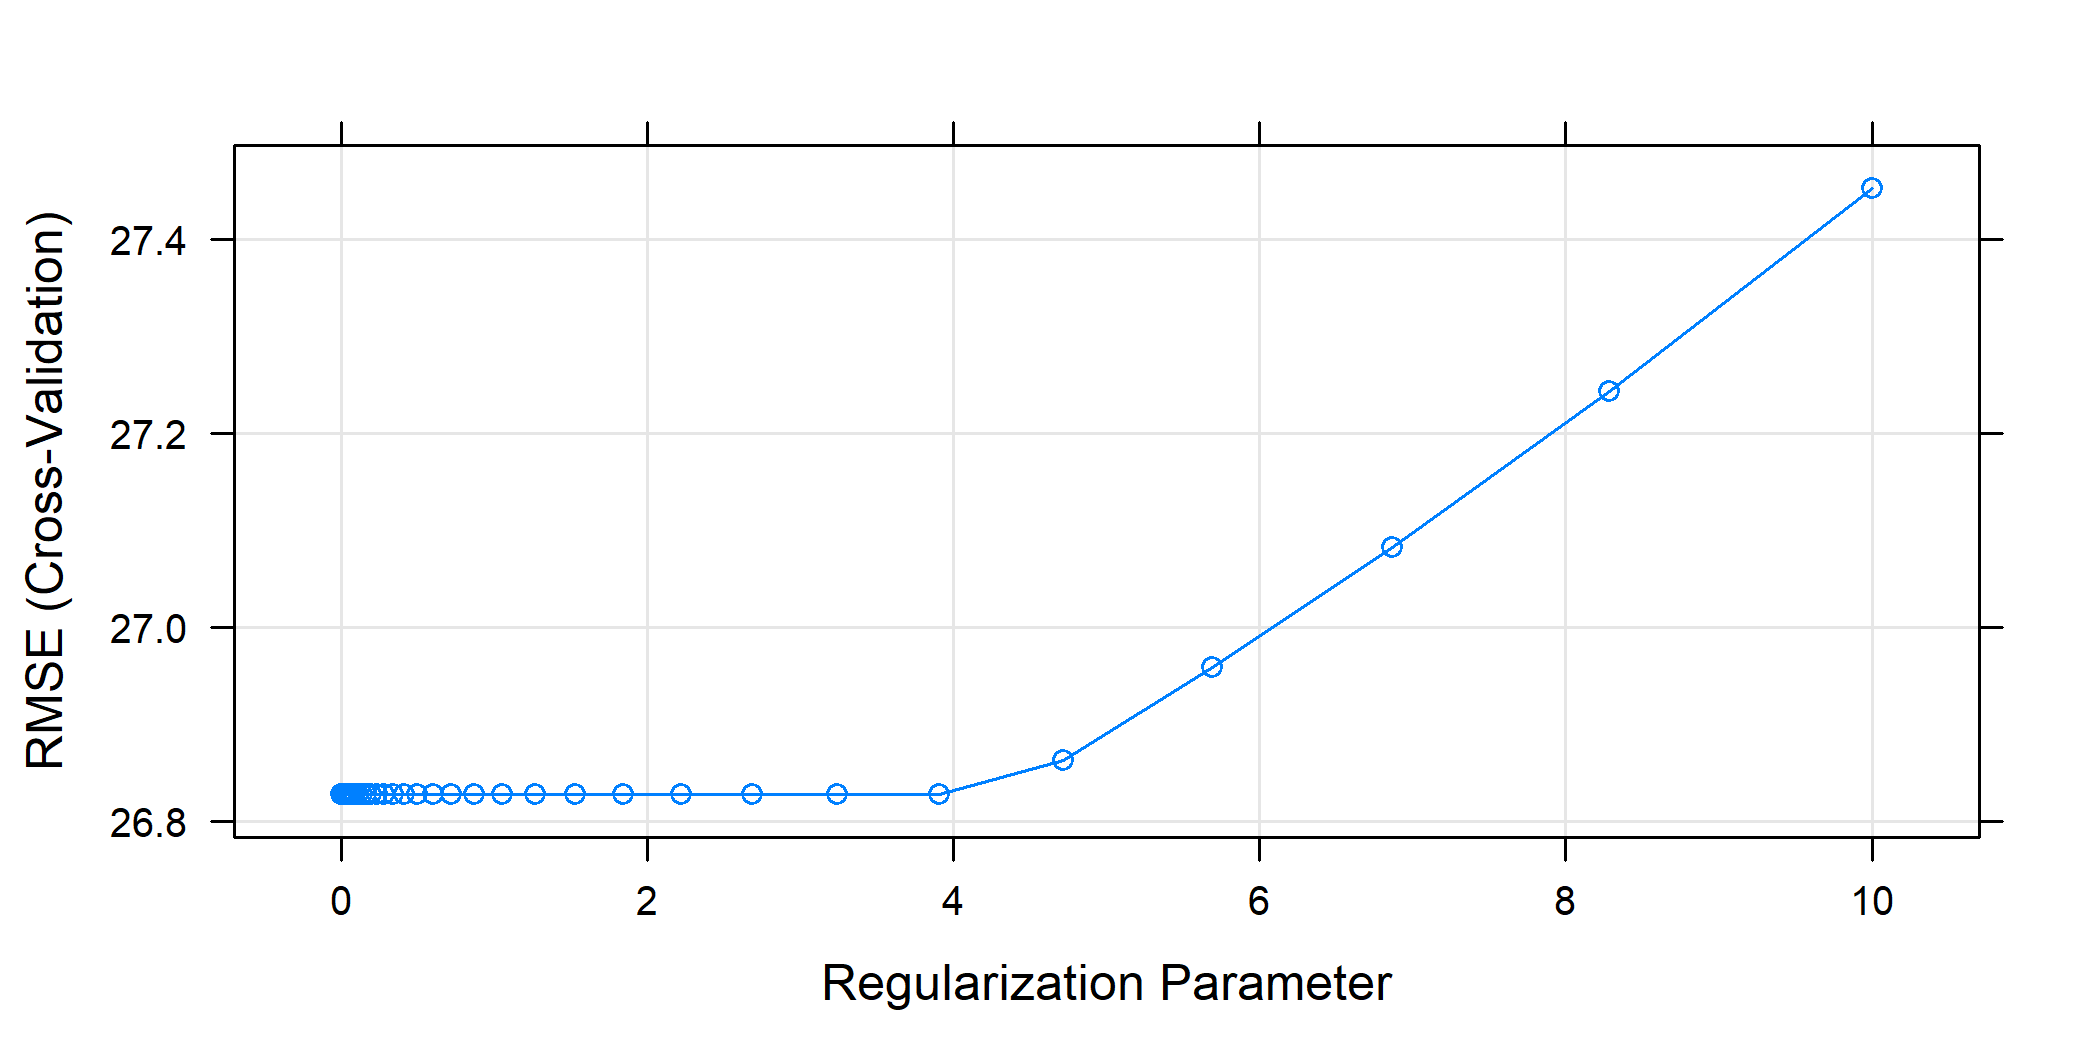 RMSE (Cross-Validation)
27.4
27.2
27.0
26.8
0 2 4 6 8 10
Regularization Parameter